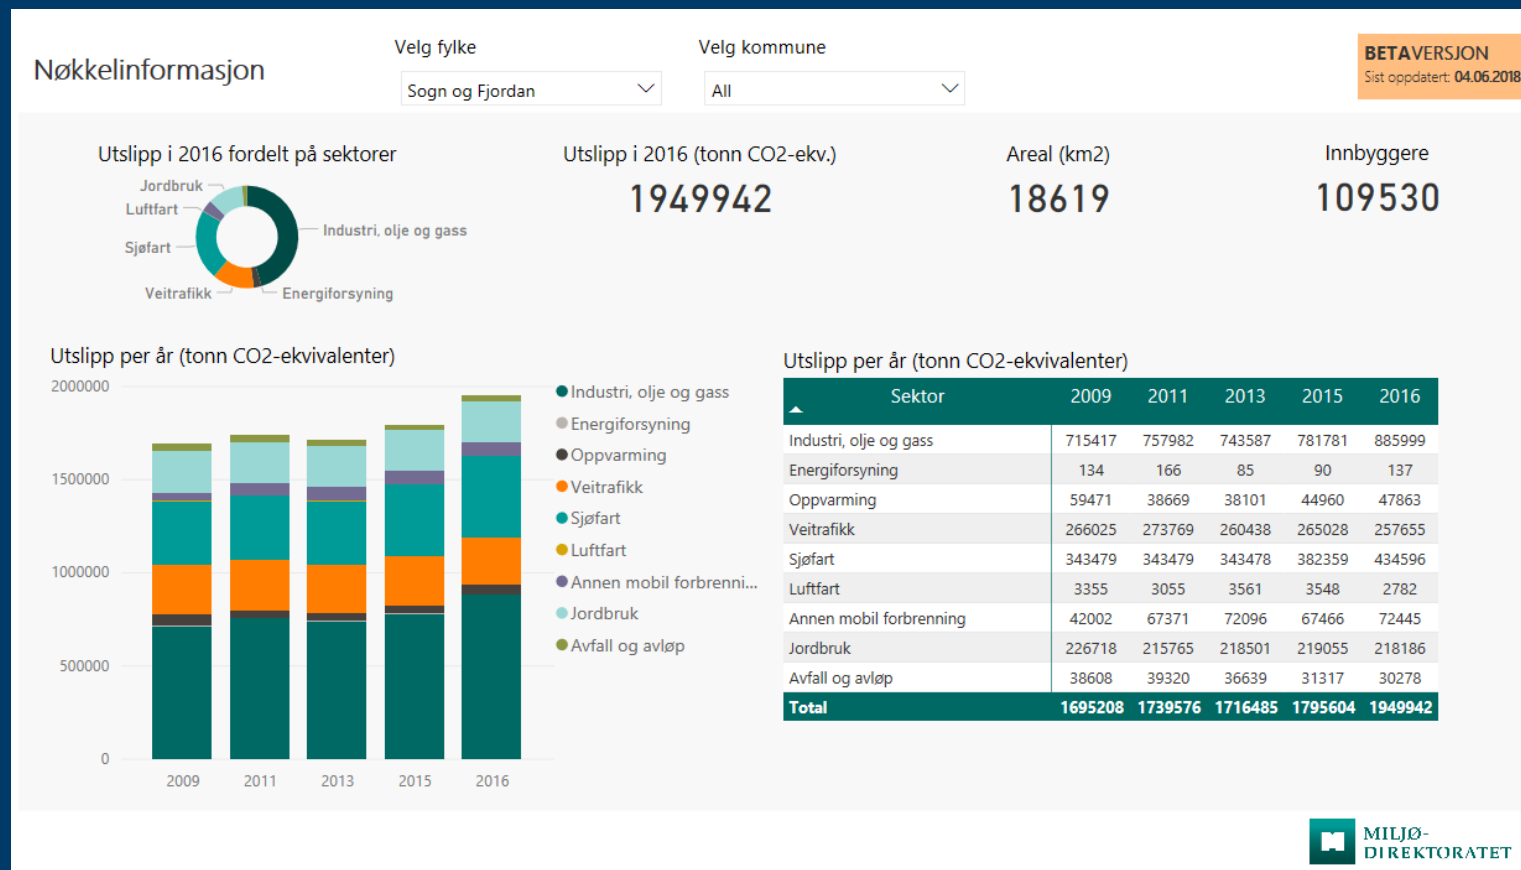 Nøkkelinformasjon
Velg fylke
Sogn og Fjordan
Velg kommune
All
BETAVERSJON
Sist oppdatert: 04.06.2018
Utslipp i 2016 fordelt på sektorer
Jordbruk
Luftfart
Sjøfart
Veitrafikk
Industri, olje og gass
Energiforsyning
Utslipp i 2016 (tonn CO2-ekv.)
1949942
Areal (km2)
18619
Innbyggere
109530
Utslipp per år (tonn CO2-ekvivalenter)
2000000
1500000
1000000
500000
0
2009 2011 2013 2015 2016
Industri, olje og gass
Energiforsyning
Oppvarming
Veitrafikk
Sjøfart
Luftfart
Annen mobil forbrenni...
Jordbruk
Avfall og avløp
Utslipp per år (tonn CO2-ekvivalenter)
Sektor 2009 2011 2013 2015 2016
Industri, olje og gass 715417 757982 743587 781781 885999
Energiforsyning 134 166 85 90 137
Oppvarming 59471 38669 38101 44960 47863
Veitrafikk 266025 273769 260438 265028 257655
Sjøfart 343479 343479 343478 382359 434596
Luftfart 3355 3055 3561 3548 2782
Annen mobil forbrenning 42002 67371 72096 67466 72445
Jordbruk 226718 215765 218501 219055 218186
Avfall og avløp 38608 39320 36639 31317 30278
Total 1695208 1739576 1716485 1795604 1949942
MILJØ-
DIREKTORATET